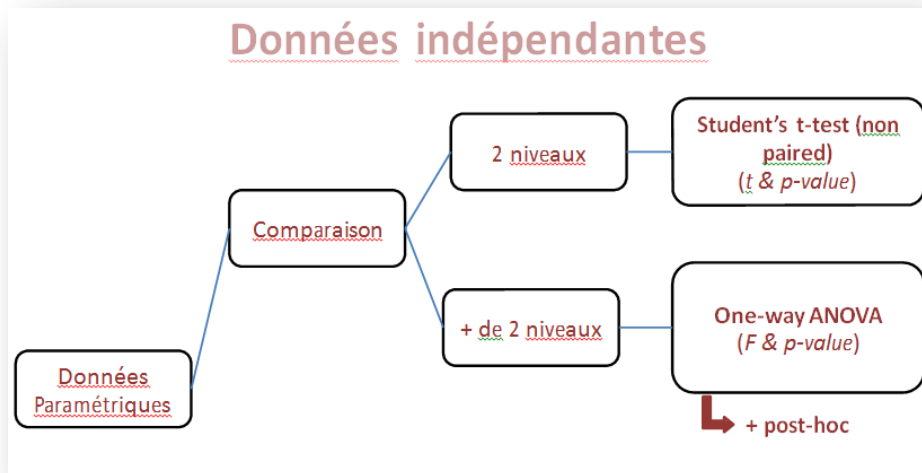 Données indépendantes
Student's t-test (non
paired)
(t & p-value)
2 niveaux
Comparaison
+ de 2 niveaux
One-way ANOVA
(F & p-value)
Données
Paramétriques
+ post-hoc